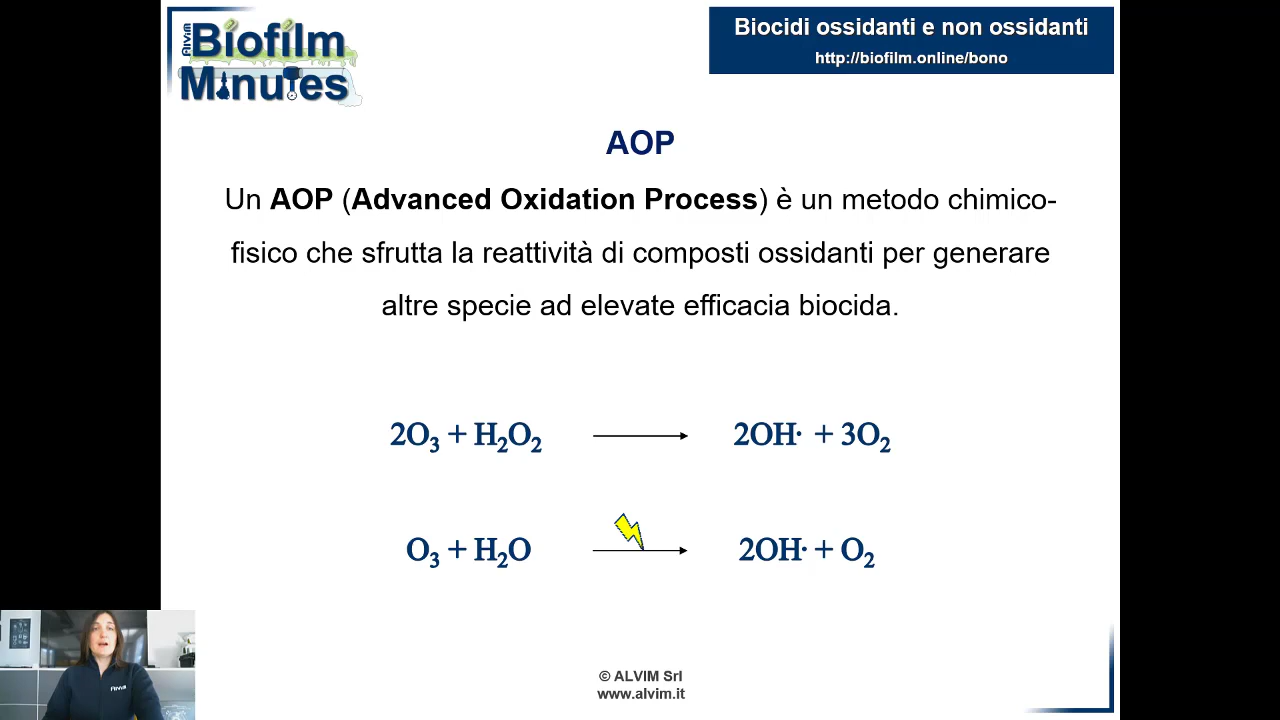 Alvim
Biofilm
Minutes
Biocidi ossidanti e non ossidanti
http://biofilm.online/bono
AOP
Un AOP (Advanced Oxidation Process) è un metodo chimico-
fisico che sfrutta la reattività di composti ossidanti per generare
altre specie ad elevate efficacia biocida.
2O₃ + H₂O₂ → 2OH· + 3O₂
O₃ + H₂O → 2OH· + O₂
Alvim
© ALVIM Srl
www.alvim.it